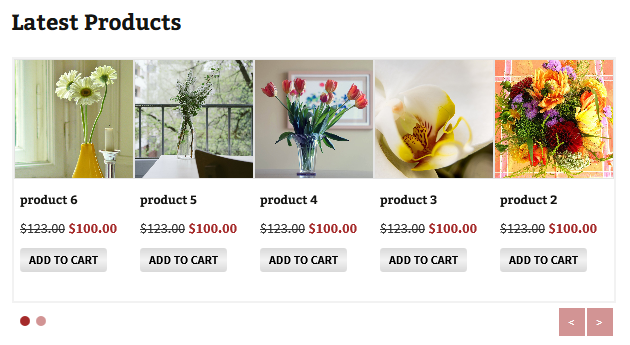 Latest Products
product 6 product 5 product 4 product 3 product 2
$123.00 $100.00 $123.00 $100.00 $123.00 $100.00 $123.00 $100.00 $123.00 $100.00
ADD TO CART ADD TO CART ADD TO CART ADD TO CART ADD TO CART
< >